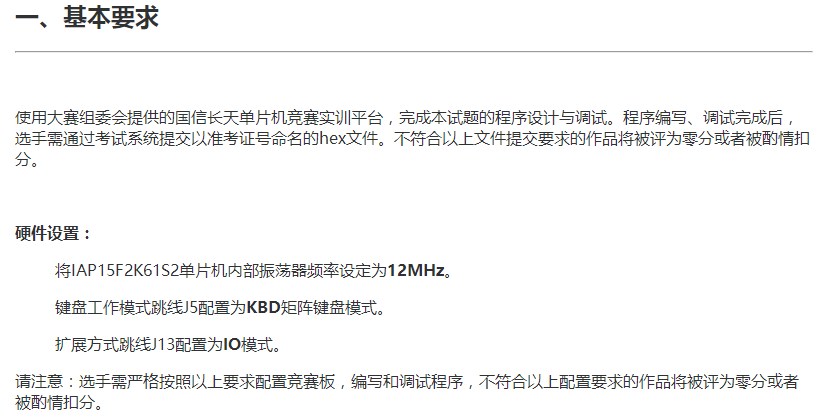 一、基本要求
使用大赛组委会提供的国信长天单片机竞赛实训平台，完成本试题的程序设计与调试。程序编写、调试完成后，
选手需通过考试系统提交以准考证号命名的hex文件。不符合以上文件提交要求的作品将被评为零分或者被酌情扣
分。
硬件设置：
将IAP15F2K61S2单片机内部振荡器频率设定为12MHz。
键盘工作模式跳线J5配置为KBD矩阵键盘模式。
扩展方式跳线J13配置为IO模式。
请注意：选手需严格按照以上要求配置竞赛板，编写和调试程序，不符合以上配置要求的作品将被评为零分或者
被酌情扣分。